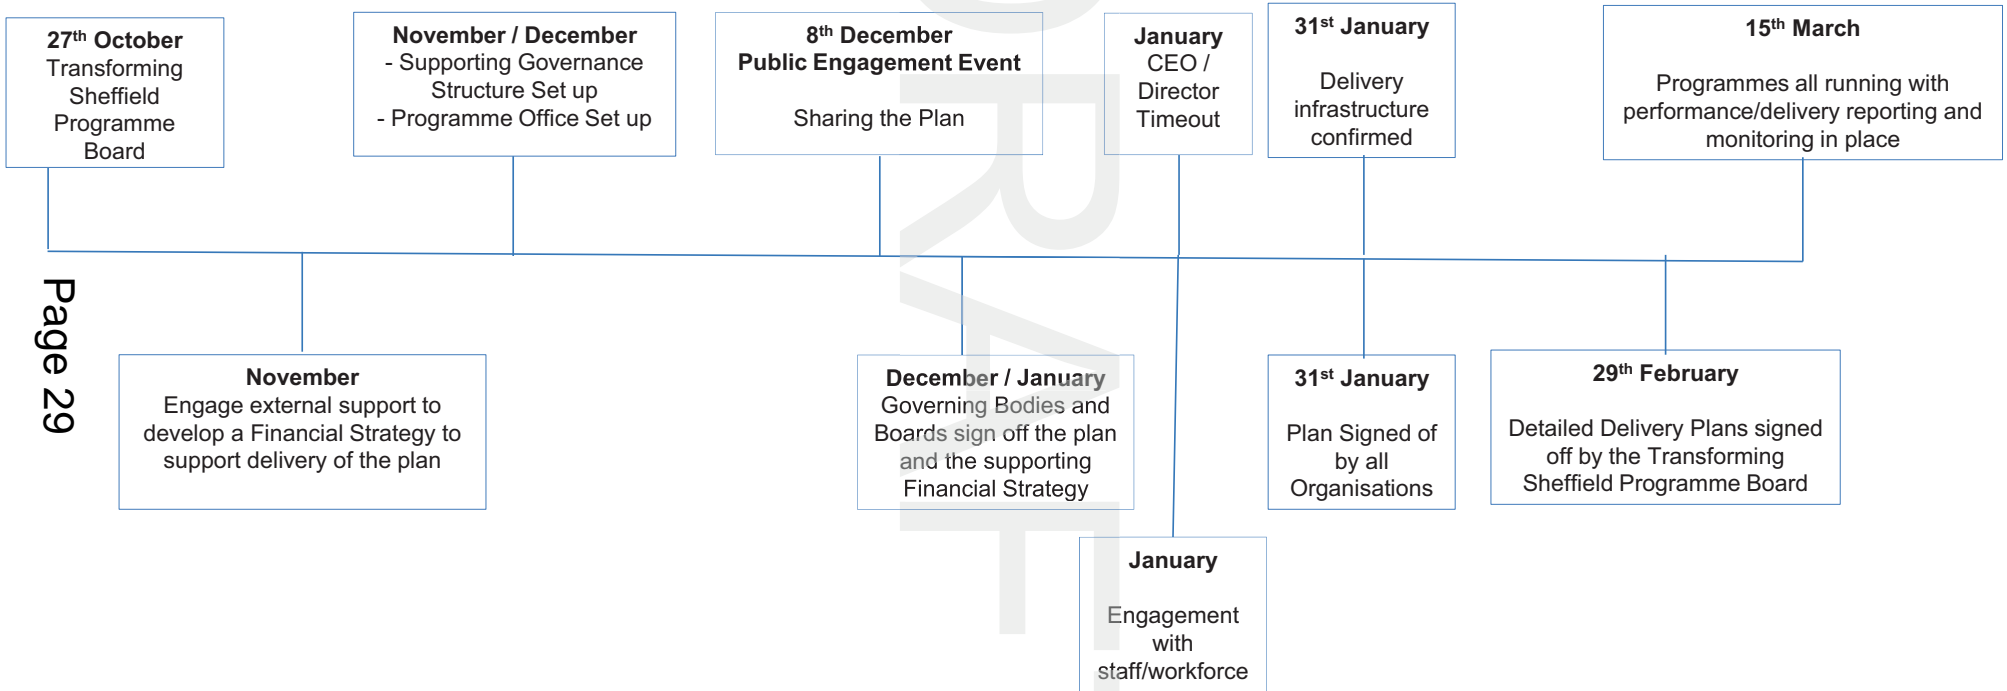 27th October
Transforming
Sheffield
Programme
Board
November / December
- Supporting Governance
Structure Set up
- Programme Office Set up
8th December
Public Engagement Event
Sharing the Plan
January
CEO /
Director
Timeout
31st January
Delivery
infrastructure
confirmed
15th March
Programmes all running with
performance/delivery reporting and
monitoring in place
Page 29
November
Engage external support to
develop a Financial Strategy to
support delivery of the plan
December / January
Governing Bodies and
Boards sign off the plan
and the supporting
Financial Strategy
January
Engagement
with
staff/workforce
31st January
Plan Signed of
by all
Organisations
29th February
Detailed Delivery Plans signed
off by the Transforming
Sheffield Programme Board